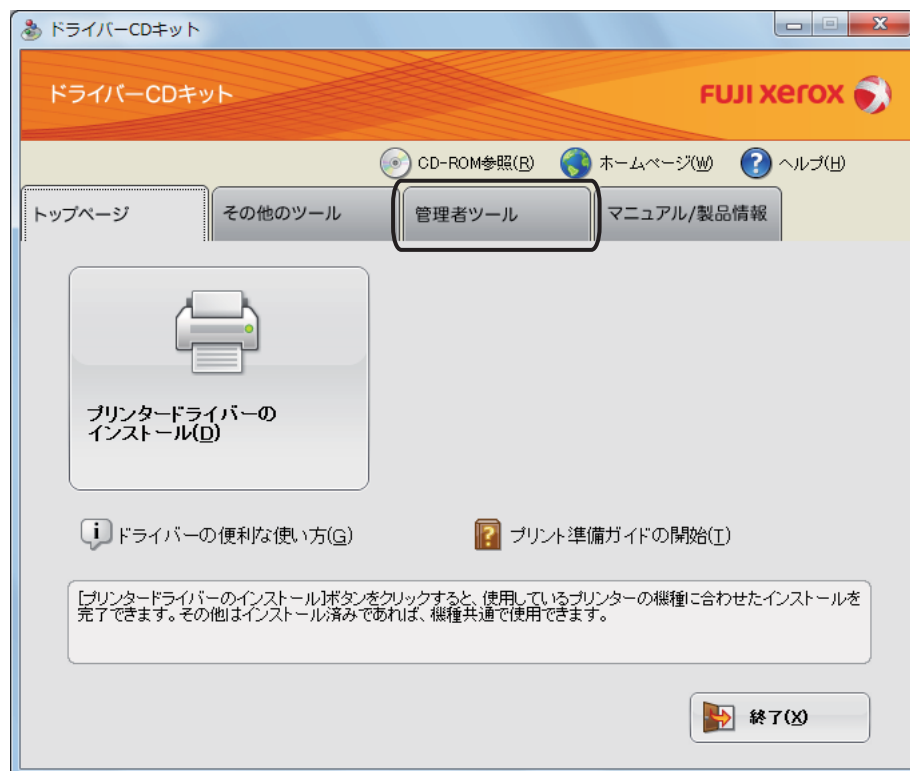 ドライバーCDキット
ドライバーCDキット
FUJI xerox
CD-ROM参照(R) ホームページ(W) ヘルプ(H)
トップページ その他のツール 管理者ツール マニュアル/製品情報
プリンタードライバーの
インストール(D)
ドライバーの便利な使い方(G) プリント準備ガイドの開始(T)
[プリンタードライバーのインストール]ボタンをクリックすると、使用しているプリンターの機種に合わせたインストールを
完了できます。その他はインストール済みであれば、機種共通で使用できます。
終了(X)